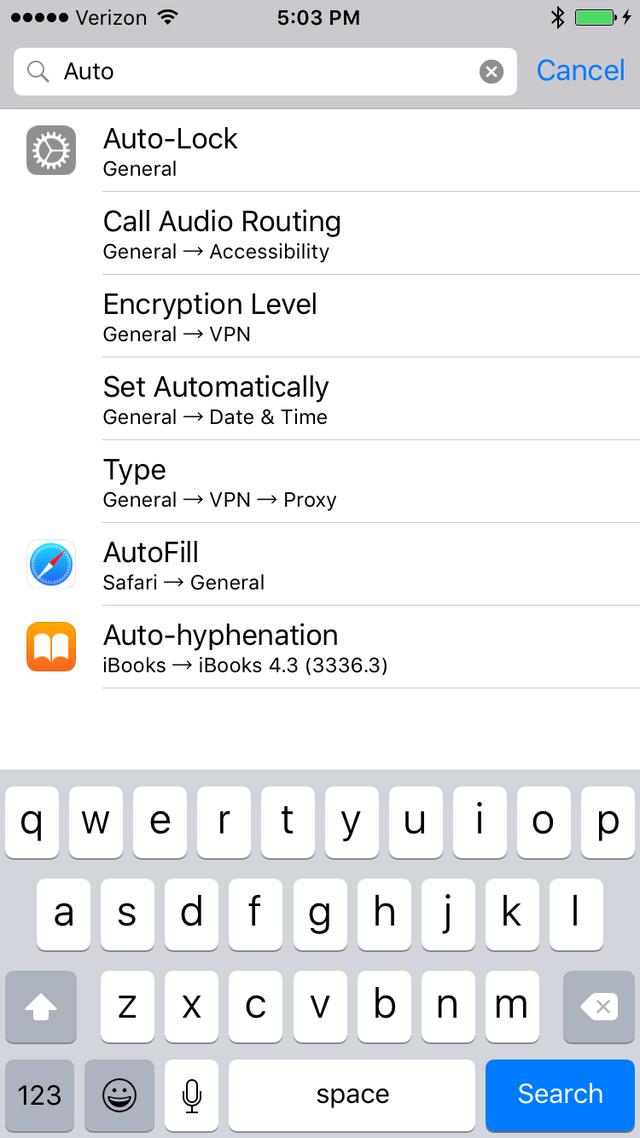 Verizon 5:03 PM
Auto Cancel
Auto-Lock
General
Call Audio Routing
General → Accessibility
Encryption Level
General → VPN
Set Automatically
General → Date & Time
Type
General → VPN → Proxy
AutoFill
Safari → General
Auto-hyphenation
iBooks → iBooks 4.3 (3336.3)
q w e r t y u i o p
a s d f g h j k l
z x c v b n m
123 space Search